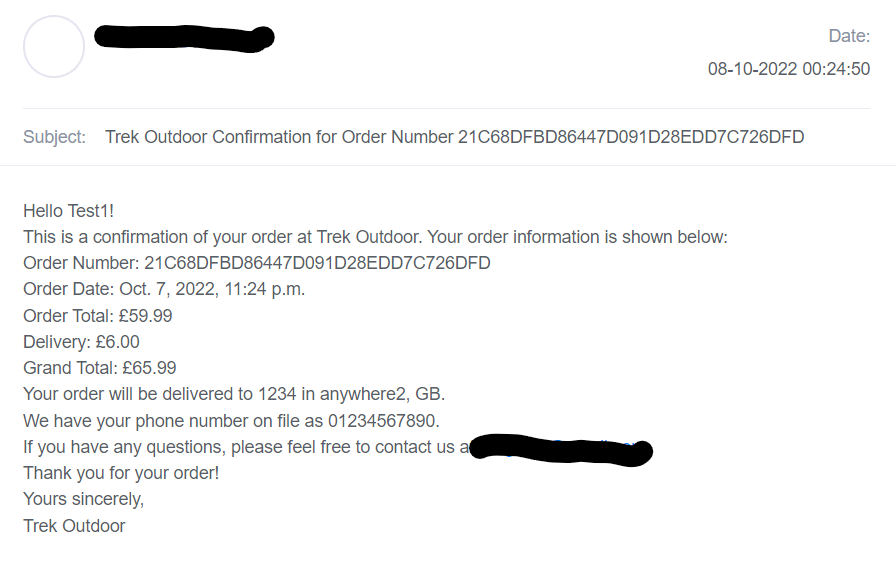 Date:
08-10-2022 00:24:50
Subject: Trek Outdoor Confirmation for Order Number 21C68DFBD86447D091D28EDD7C726DFD
Hello Test1!
This is a confirmation of your order at Trek Outdoor. Your order information is shown below:
Order Number: 21C68DFBD86447D091D28EDD7C726DFD
Order Date: Oct. 7, 2022, 11:24 p.m.
Order Total: £59.99
Delivery: £6.00
Grand Total: £65.99
Your order will be delivered to 1234 in anywhere2, GB.
We have your phone number on file as 01234567890.
If you have any questions, please feel free to contact us
Thank you for your order!
Yours sincerely,
Trek Outdoor